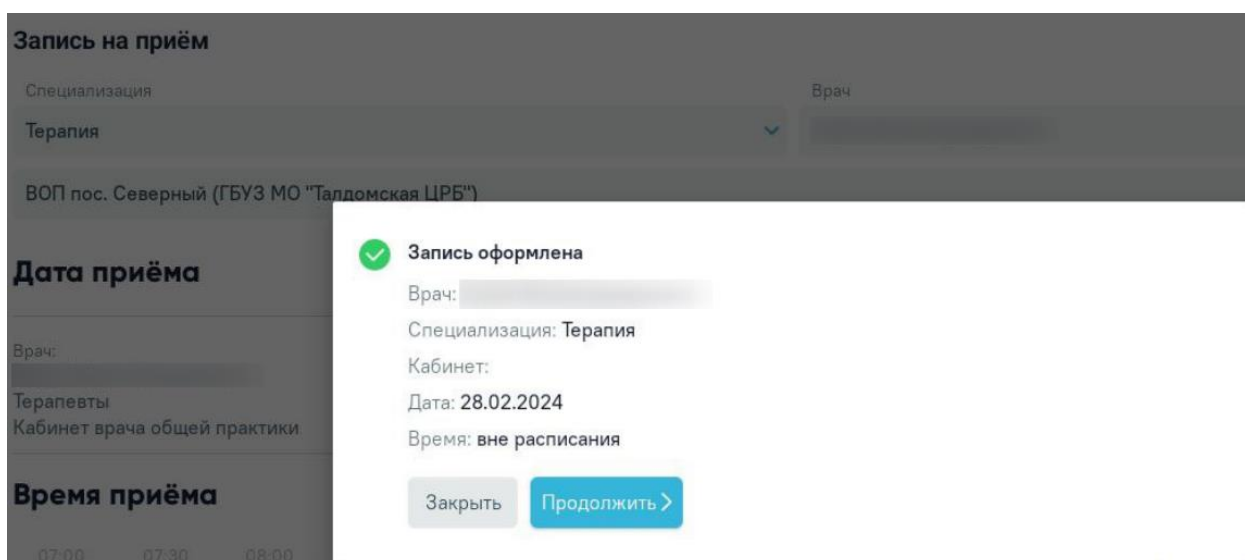 Запись на приём
Специализация
Врач
Терапия
ВОП пос. Северный (ГБУЗ МО "Талдомская ЦРБ")
Запись оформлена
Врач:
Специализация: Терапия
Кабинет:
Дата: 28.02.2024
Время: вне расписания
Закрыть
Продолжить
Дата приёма
Врач:
Терапевты
Кабинет врача общей практики
Время приёма
07:00 07:30 08:00